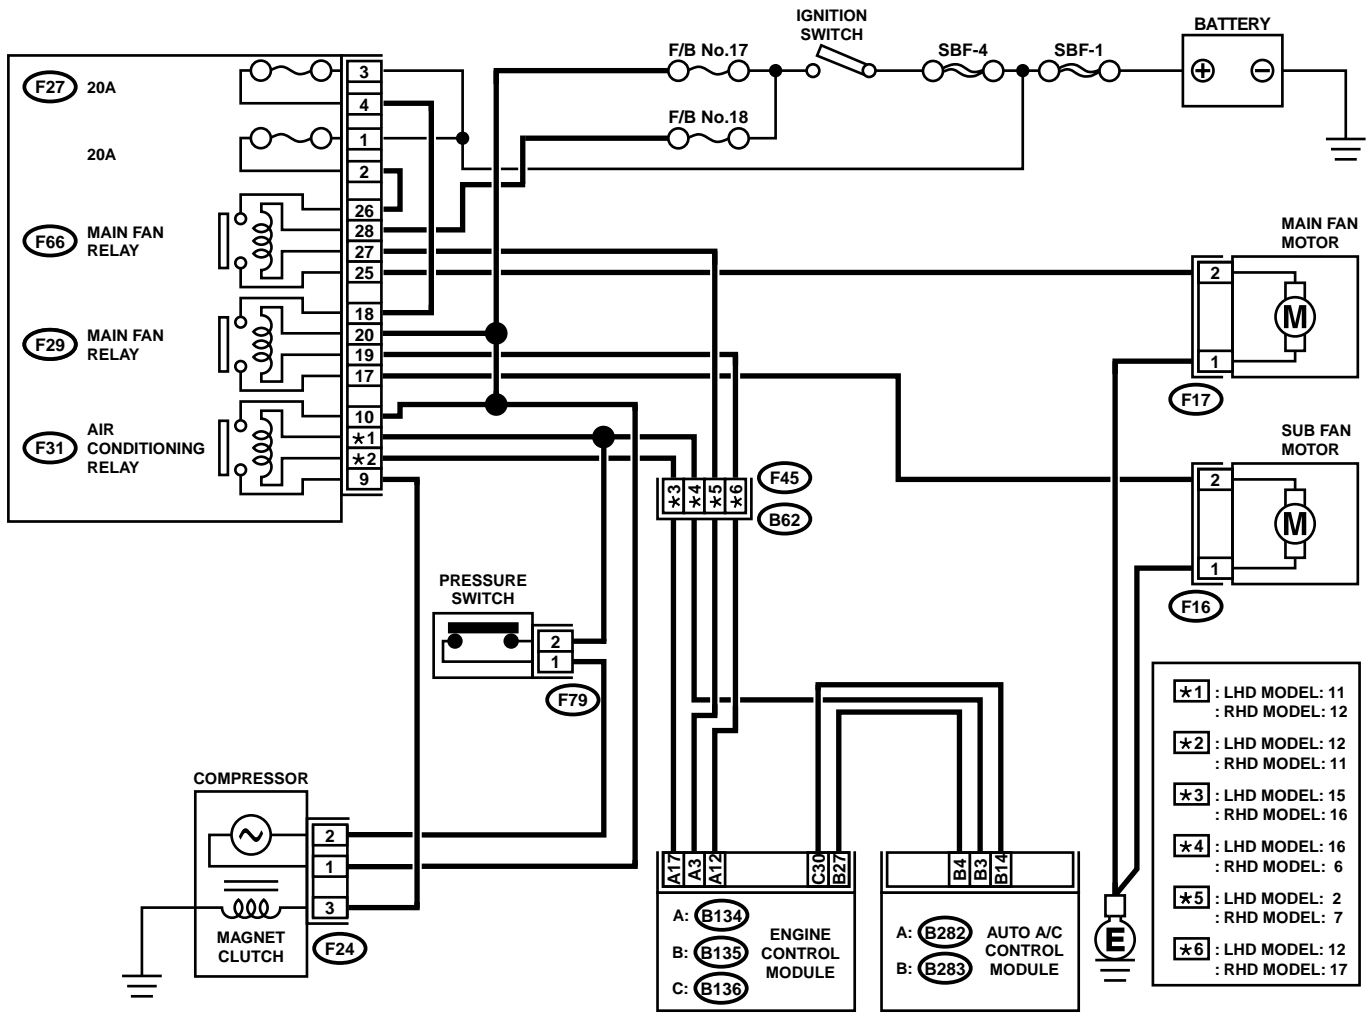 IGNITION
SWITCH
BATTERY
F/B No.17
SBF-4
SBF-1
+
−
F27
20A
3
4
F/B No.18
20A
1
2
F66
MAIN FAN
RELAY
26
28
27
25
MAIN FAN
MOTOR
2
M
1
F17
F29
MAIN FAN
RELAY
18
20
19
17
F31
AIR
CONDITIONING
RELAY
10
*1
*2
9
SUB FAN
MOTOR
2
M
1
F16
*3
*4
*5
*6
F45
B62
PRESSURE
SWITCH
2
1
F79
*1 : LHD MODEL: 11
: RHD MODEL: 12
*2 : LHD MODEL: 12
: RHD MODEL: 11
*3 : LHD MODEL: 15
: RHD MODEL: 16
*4 : LHD MODEL: 16
: RHD MODEL: 6
*5 : LHD MODEL: 2
: RHD MODEL: 7
*6 : LHD MODEL: 12
: RHD MODEL: 17
COMPRESSOR
2
1
3
MAGNET
CLUTCH
F24
A17
A3
A12
C30
B27
A: B134
B: B135
C: B136
ENGINE
CONTROL
MODULE
B4
B3
B14
A: B282
B: B283
AUTO A/C
CONTROL
MODULE
E